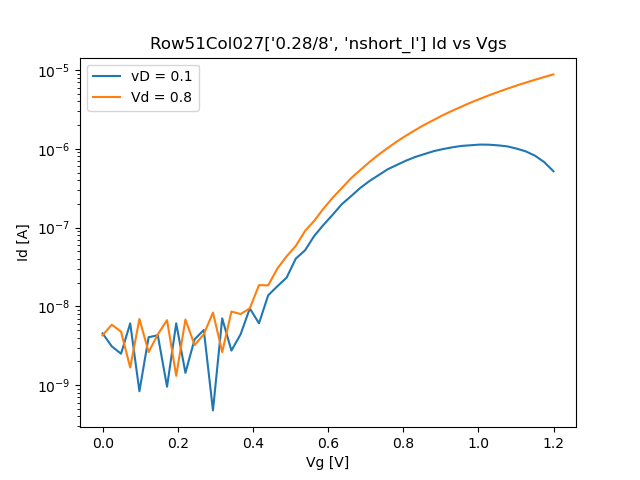 Row51Col027['0.28/8', 'nshort_l'] Id vs Vgs
vD = 0.1
Vd = 0.8
Id [A]
10⁻⁵
10⁻⁶
10⁻⁷
10⁻⁸
10⁻⁹
0.0 0.2 0.4 0.6 0.8 1.0 1.2
Vg [V]